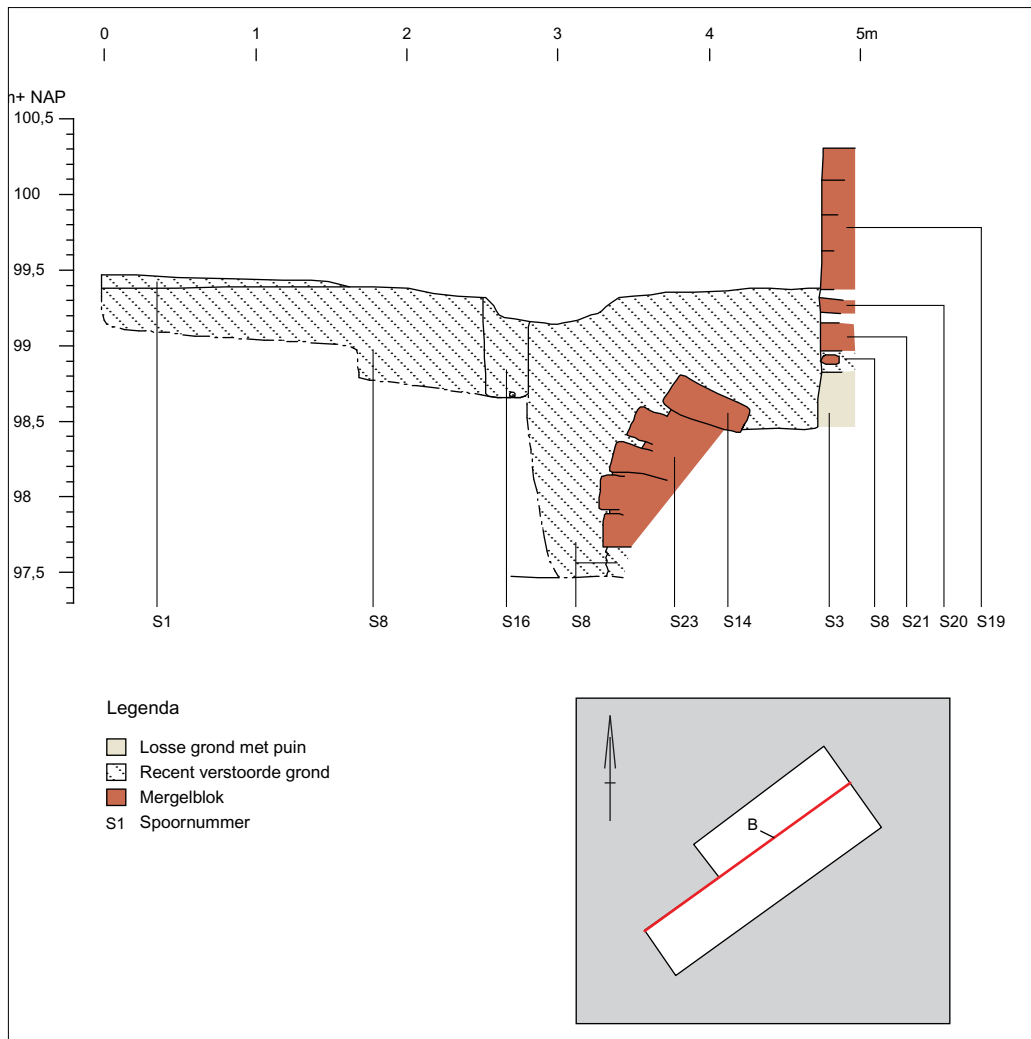 0 1 2 3 4 5m
m+ NAP
100,5
100
99,5
99
98,5
98
97,5
S1 S8 S16 S8 S23 S14 S3 S8 S21 S20 S19
Legenda
Losse grond met puin
Recent verstoorde grond
Mergelblok
S1 Spoornummer
B